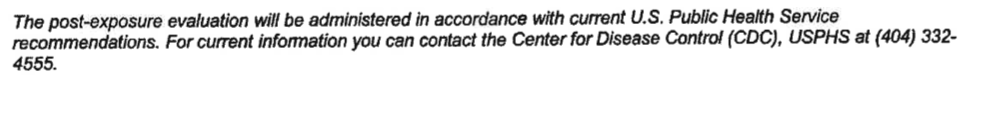 The post-exposure evaluation will be administered in accordance with current U.S. Public Health Service
recommendations. For current information you can contact the Center for Disease Control (CDC), USPHS at (404) 332-
4555.